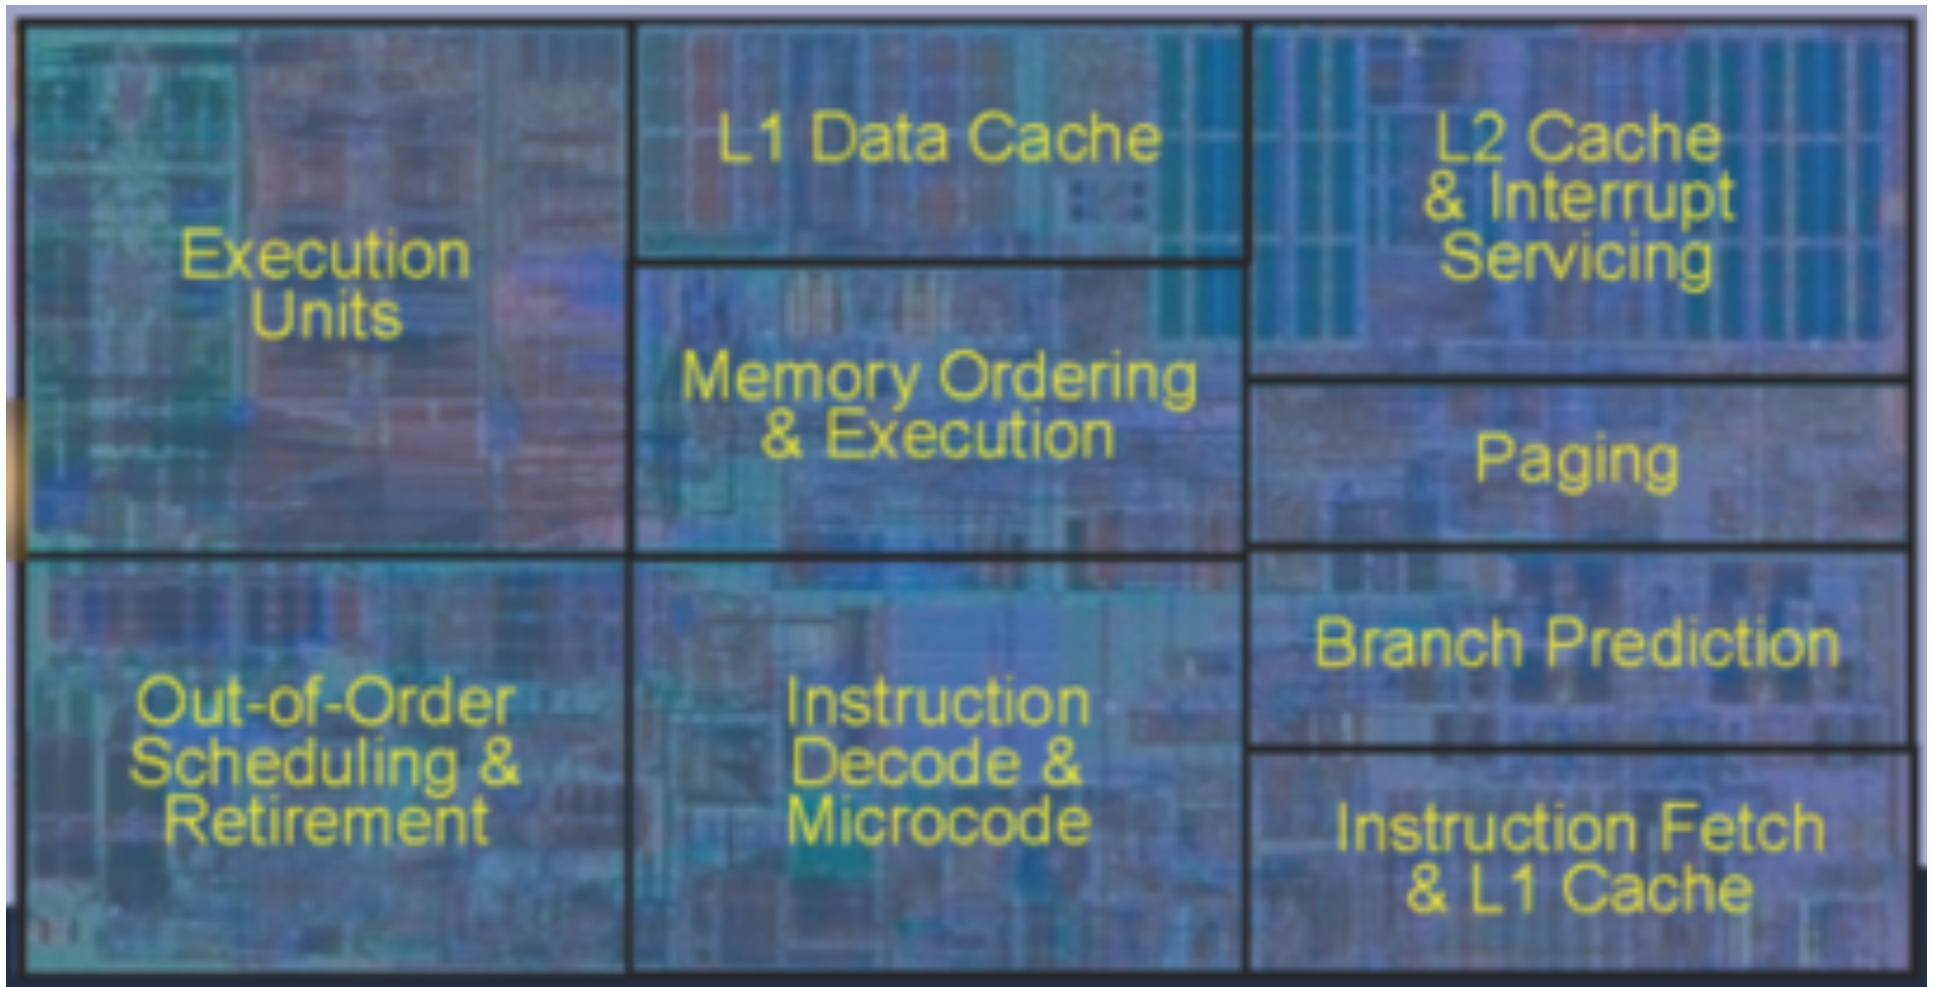 Execution
Units
L1 Data Cache
L2 Cache
& Interrupt
Servicing
Memory Ordering
& Execution
Paging
Out-of-Order
Scheduling &
Retirement
Instruction
Decode &
Microcode
Branch Prediction
Instruction Fetch
& L1 Cache